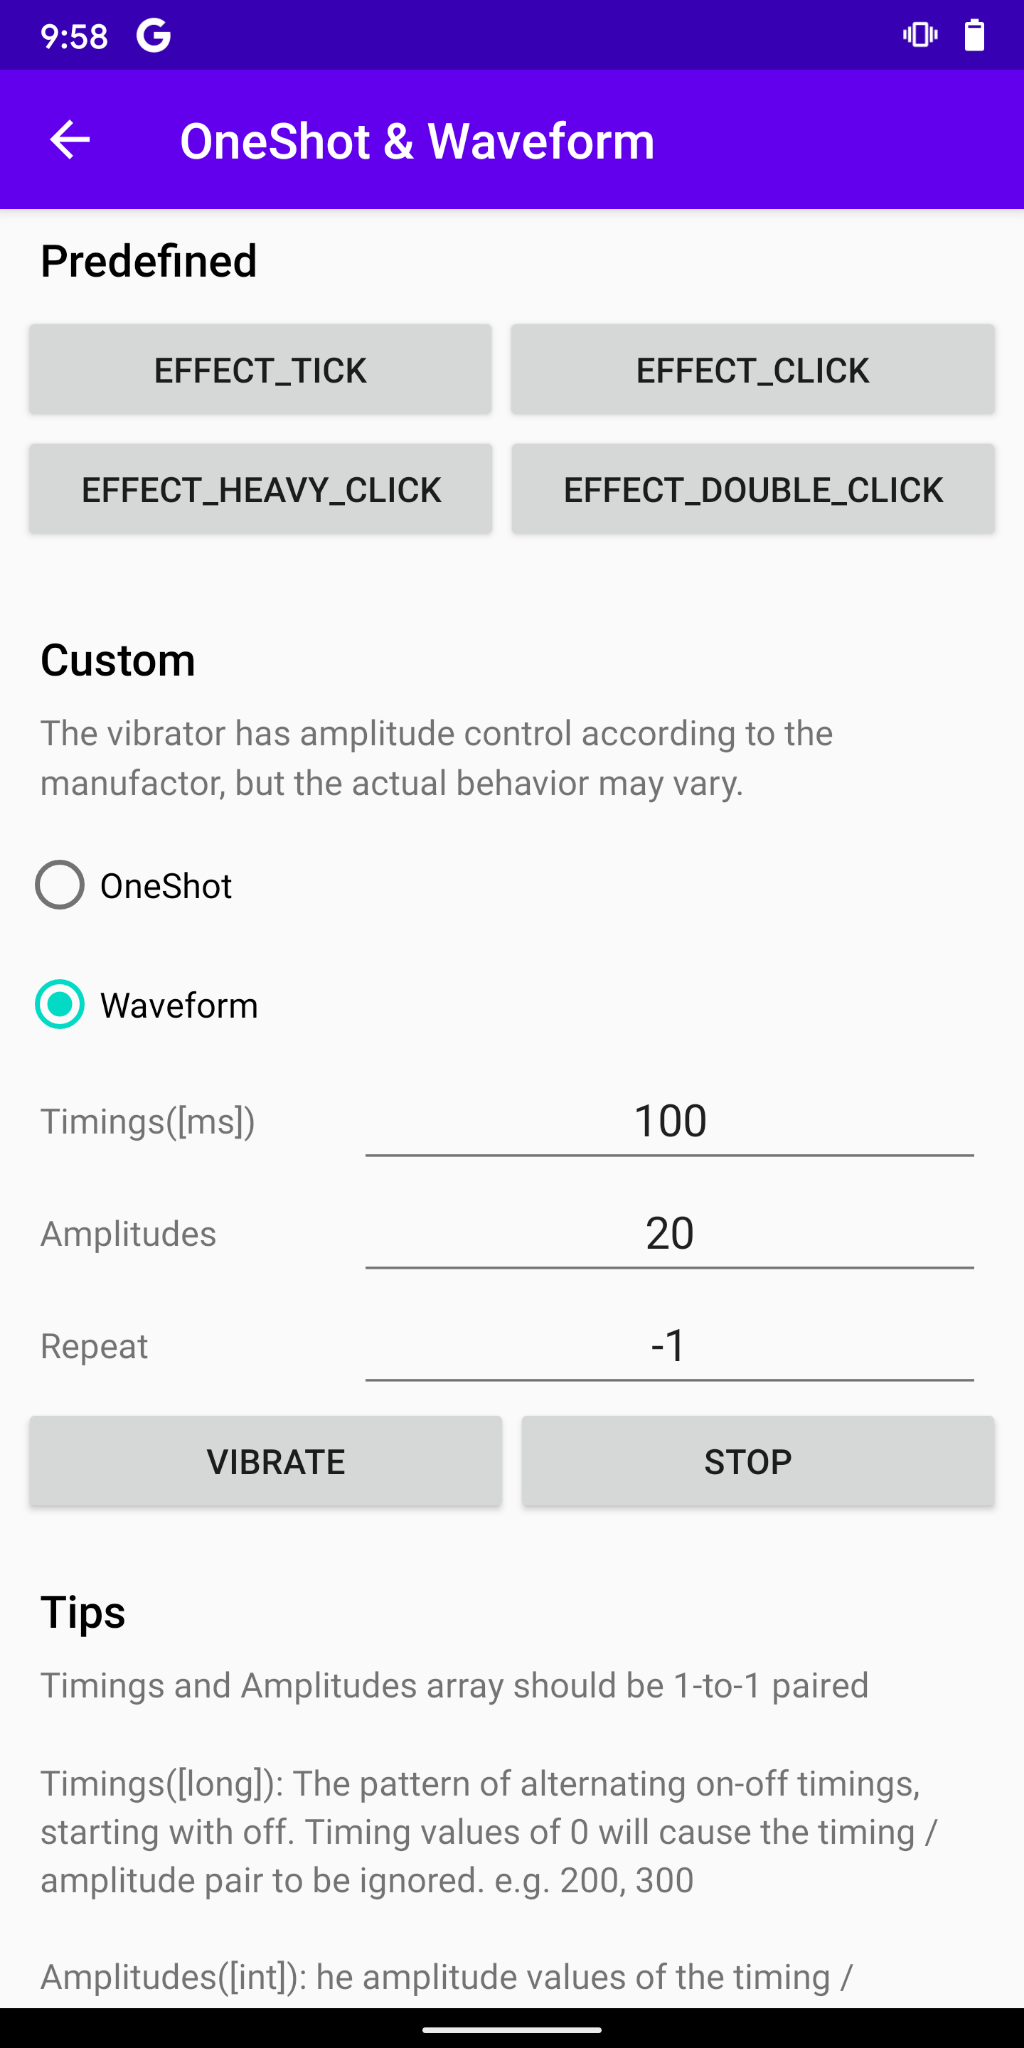 9:58
OneShot & Waveform
Predefined
EFFECT_TICK
EFFECT_CLICK
EFFECT_HEAVY_CLICK
EFFECT_DOUBLE_CLICK
Custom
The vibrator has amplitude control according to the
manufactor, but the actual behavior may vary.
OneShot
Waveform
Timings([ms])
100
Amplitudes
20
Repeat
-1
VIBRATE
STOP
Tips
Timings and Amplitudes array should be 1-to-1 paired
Timings([long]): The pattern of alternating on-off timings,
starting with off. Timing values of 0 will cause the timing /
amplitude pair to be ignored. e.g. 200, 300
Amplitudes([int]): he amplitude values of the timing /